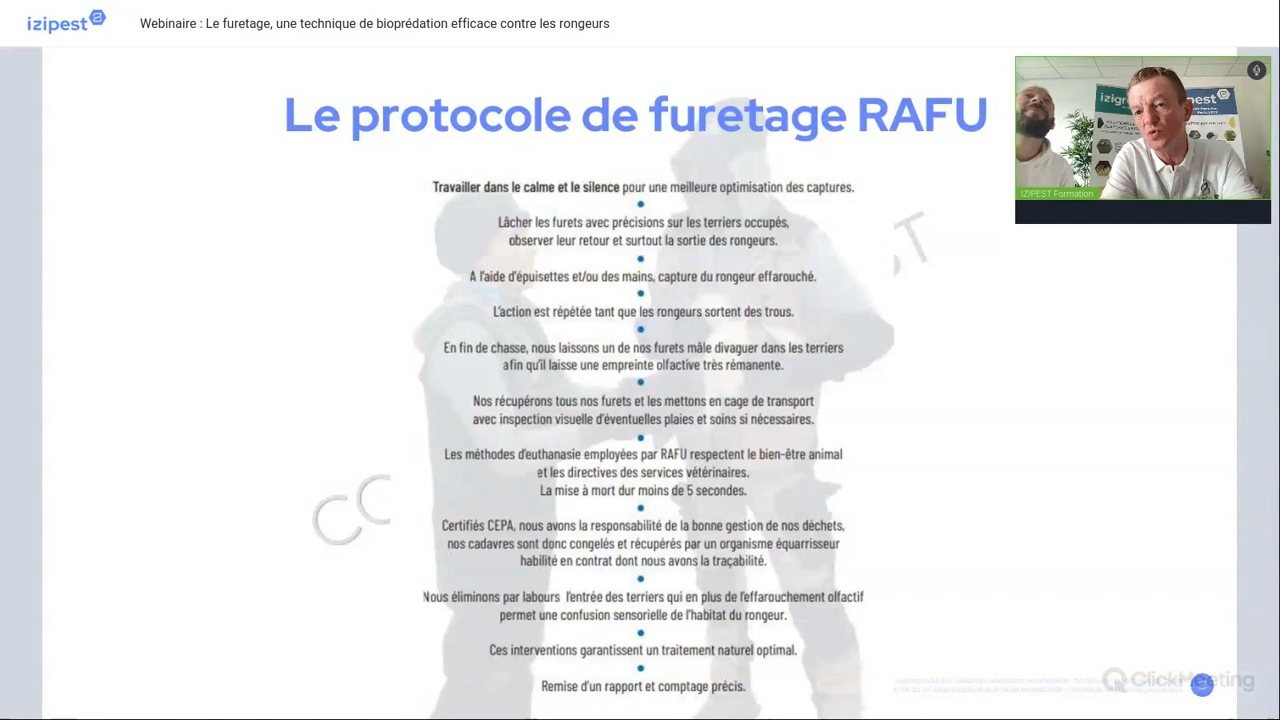 izipest
Webinaire : Le furetage, une technique de bioprédation efficace contre les rongeurs
Le protocole de furetage RAFU
Travailler dans le calme et le silence pour une meilleure optimisation des captures.
Lâcher les furets avec précisions sur les terriers occupés,
observer leur retour et surtout la sortie des rongeurs.
A l'aide d'épuisettes et/ou des mains, capture du rongeur effarouché.
L'action est répétée tant que les rongeurs sortent des trous.
En fin de chasse, nous laissons un de nos furets mâle divaguer dans les terriers
afin qu'il laisse une empreinte olfactive très rémanente.
Nos récupérons tous nos furets et les mettons en cage de transport
avec inspection visuelle d'éventuelles plaies et soins si nécessaires.
Les méthodes d'euthanasie employées par RAFU respectent le bien-être animal
et les directives des services vétérinaires.
La mise à mort dur moins de 5 secondes.
Certifiés CEPA, nous avons la responsabilité de la bonne gestion de nos déchets,
nos cadavres sont donc congelés et récupérés par un organisme équarrisseur
habilité en contrat dont nous avons la traçabilité.
Nous éliminons par labours l'entrée des terriers qui en plus de l'effarouchement olfactif
permet une confusion sensorielle de l'habitat du rongeur.
Ces interventions garantissent un traitement naturel optimal.
Remise d'un rapport et comptage précis.
IZIPEST Formation
ClickMeeting